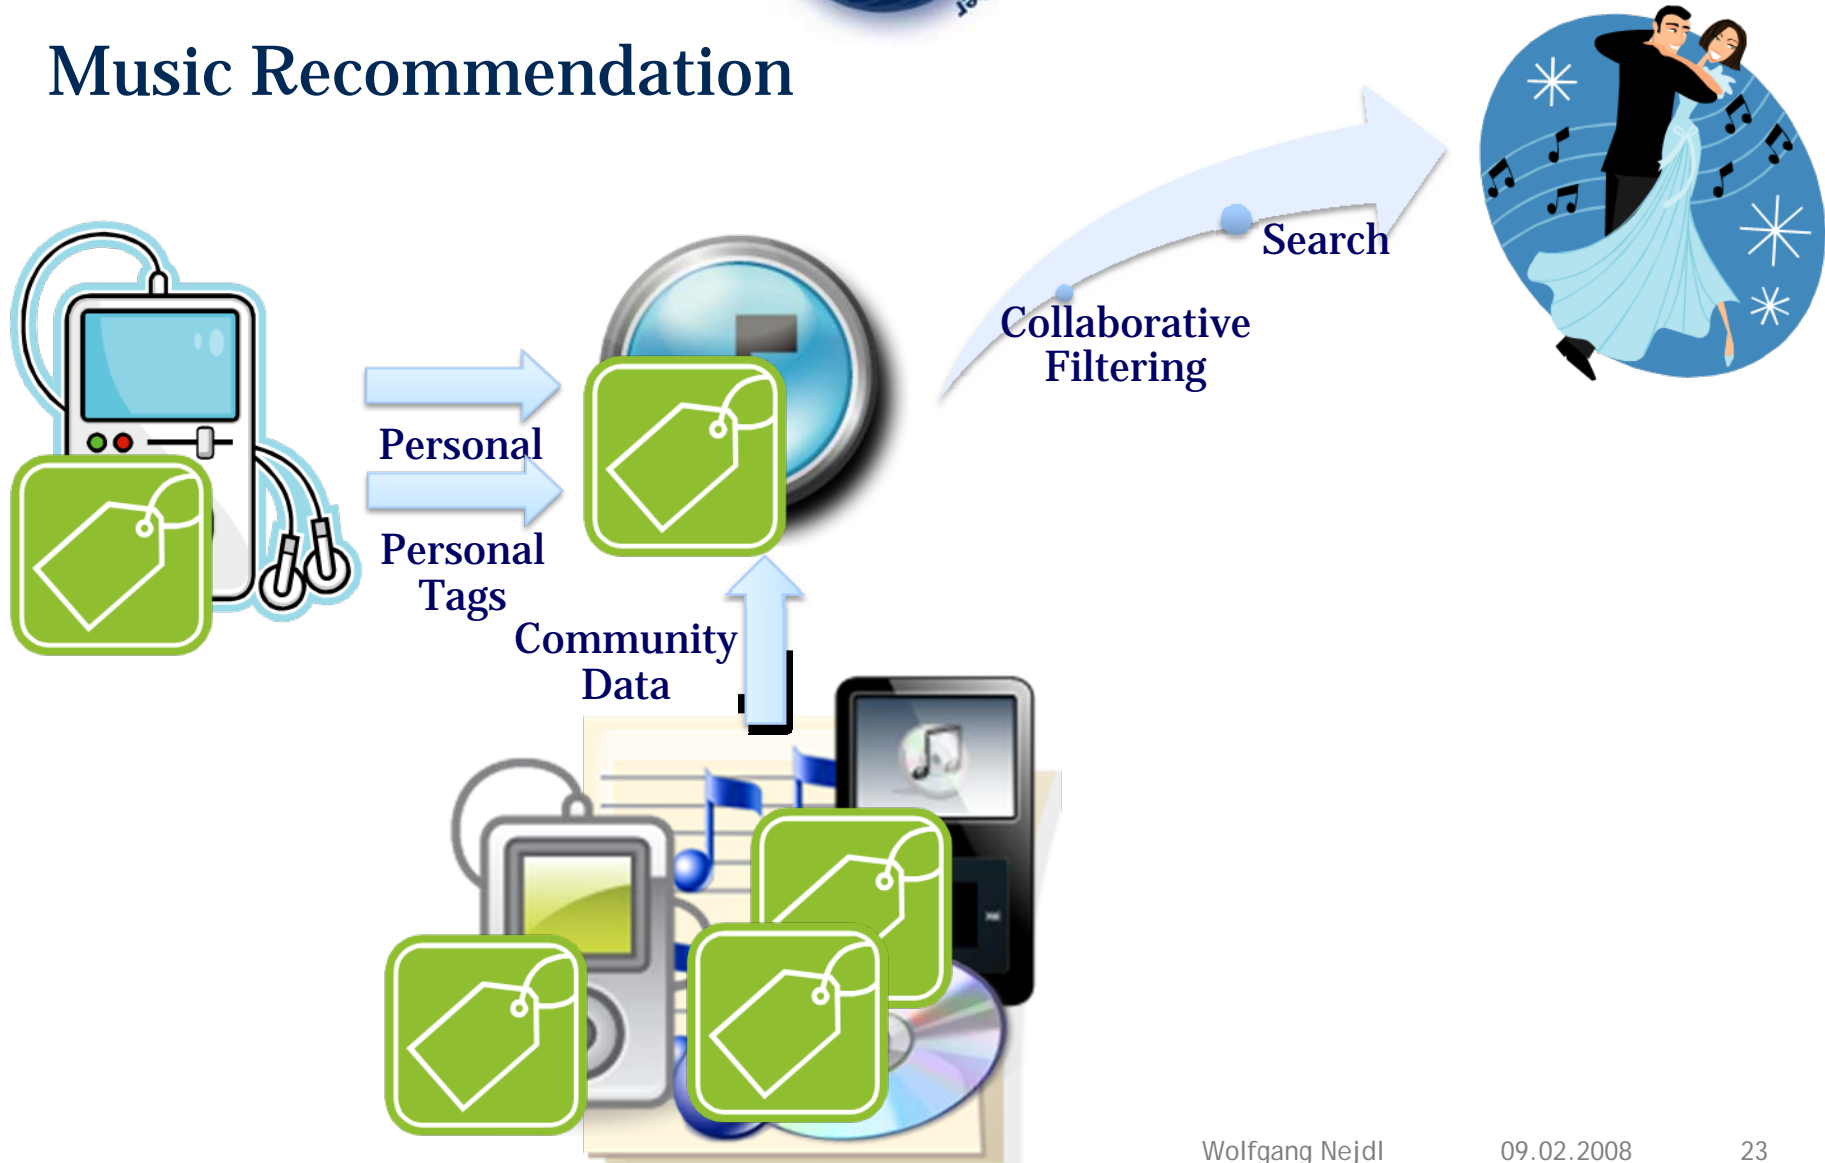 Music Recommendation
Search
Collaborative
Filtering
Personal
Personal
Tags
Community
Data
Wolfgang Nejdl 09.02.2008 23